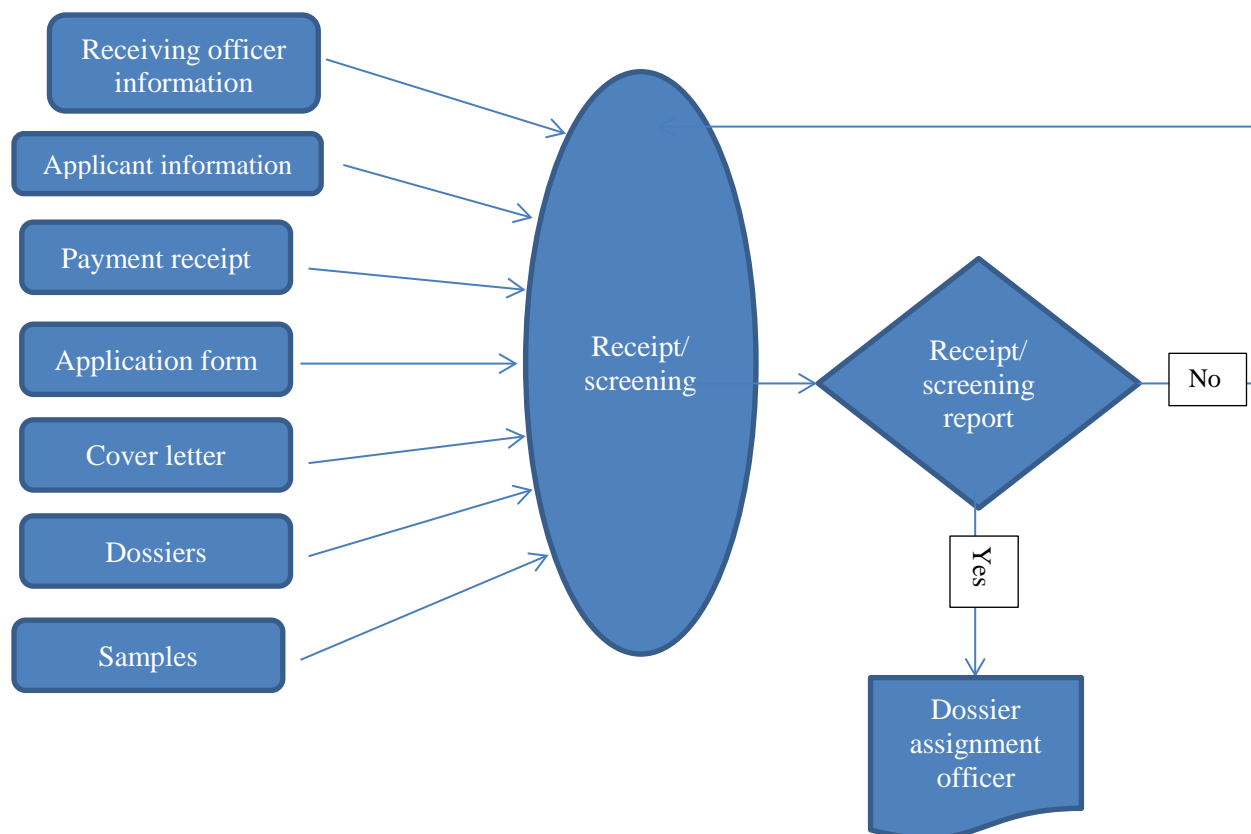 Receiving officer
information
Applicant information
Payment receipt
Application form
Cover letter
Dossiers
Samples
Receipt/
screening
Receipt/
screening
report
No
Yes
Dossier
assignment
officer